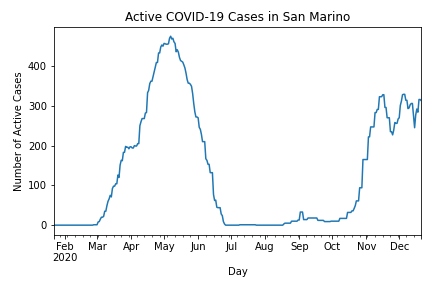 Active COVID-19 Cases in San Marino
Number of Active Cases
400
300
200
100
0
Feb Mar Apr May Jun Jul Aug Sep Oct Nov Dec
2020
Day